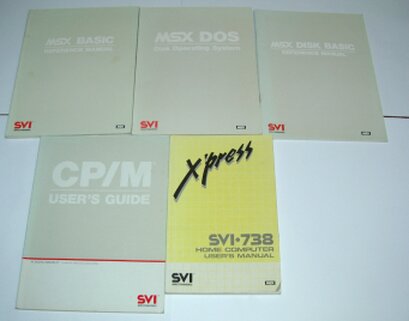 MSX BASIC
REFERENCE MANUAL
SVI
MSX DOS
Disk Operating System
SVI
MSX DISK BASIC
REFERENCE MANUAL
SVI
CP/M
USER'S GUIDE
SVI
X'press
SVI·738
HOME COMPUTER
USER'S MANUAL
SVI